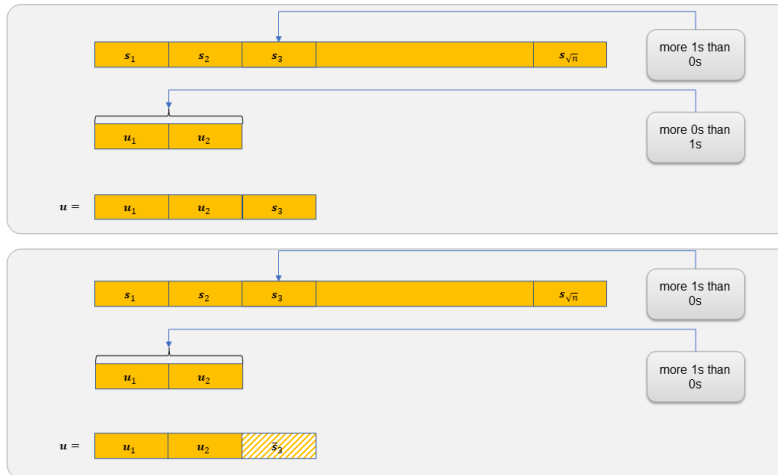 s₁ s₂ s₃ s√n more 1s than 0s
u₁ u₂ more 0s than 1s
u = u₁ u₂ s₃
s₁ s₂ s₃ s√n more 1s than 0s
u₁ u₂ more 1s than 0s
u = u₁ u₂ s̄₃